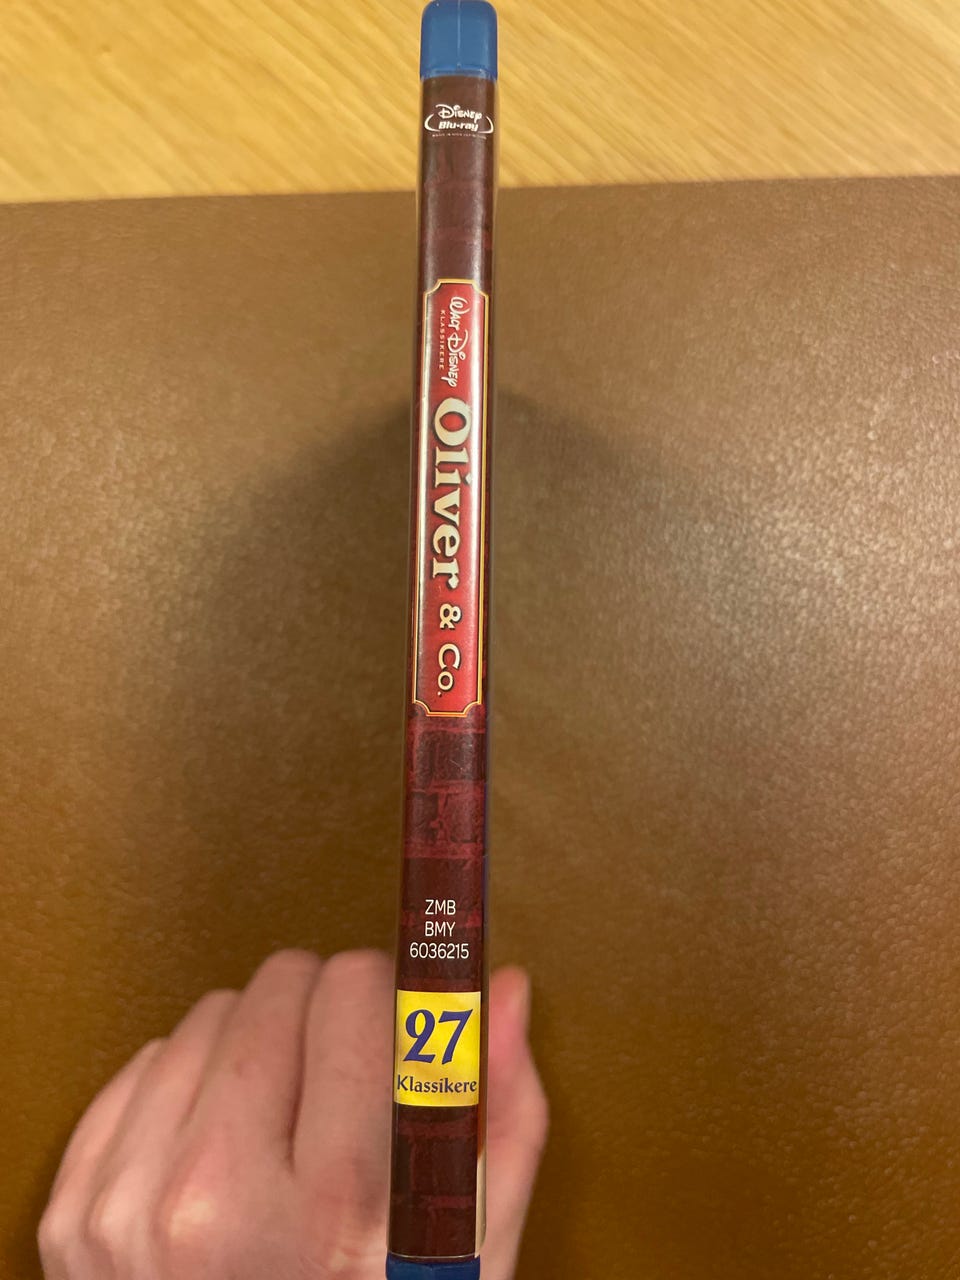 Disney
Blu-ray
Walt Disney
KLASSIKERE
Oliver & Co.
ZMB
BMY
6036215
27
Klassikere